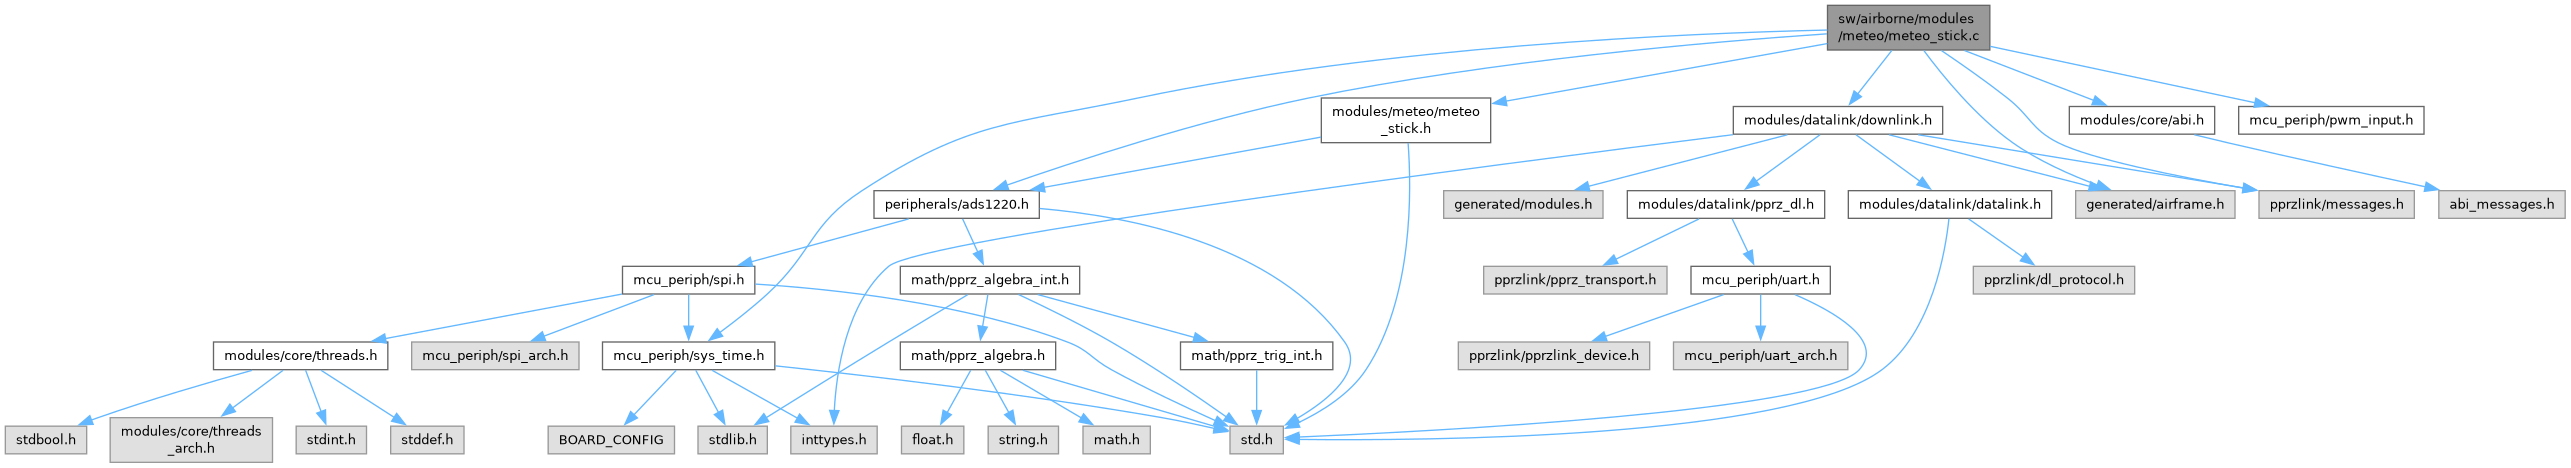 sw/airborne/modules
/meteo/meteo_stick.c
modules/meteo/meteo
_stick.h
modules/datalink/downlink.h
modules/core/abi.h
mcu_periph/pwm_input.h
peripherals/ads1220.h
generated/modules.h
modules/datalink/pprz_dl.h
modules/datalink/datalink.h
generated/airframe.h
pprzlink/messages.h
abi_messages.h
mcu_periph/spi.h
math/pprz_algebra_int.h
pprzlink/pprz_transport.h
mcu_periph/uart.h
pprzlink/dl_protocol.h
modules/core/threads.h
mcu_periph/spi_arch.h
mcu_periph/sys_time.h
math/pprz_algebra.h
math/pprz_trig_int.h
pprzlink/pprzlink_device.h
mcu_periph/uart_arch.h
stdbool.h
modules/core/threads
_arch.h
stdint.h
stddef.h
BOARD_CONFIG
stdlib.h
inttypes.h
float.h
string.h
math.h
std.h